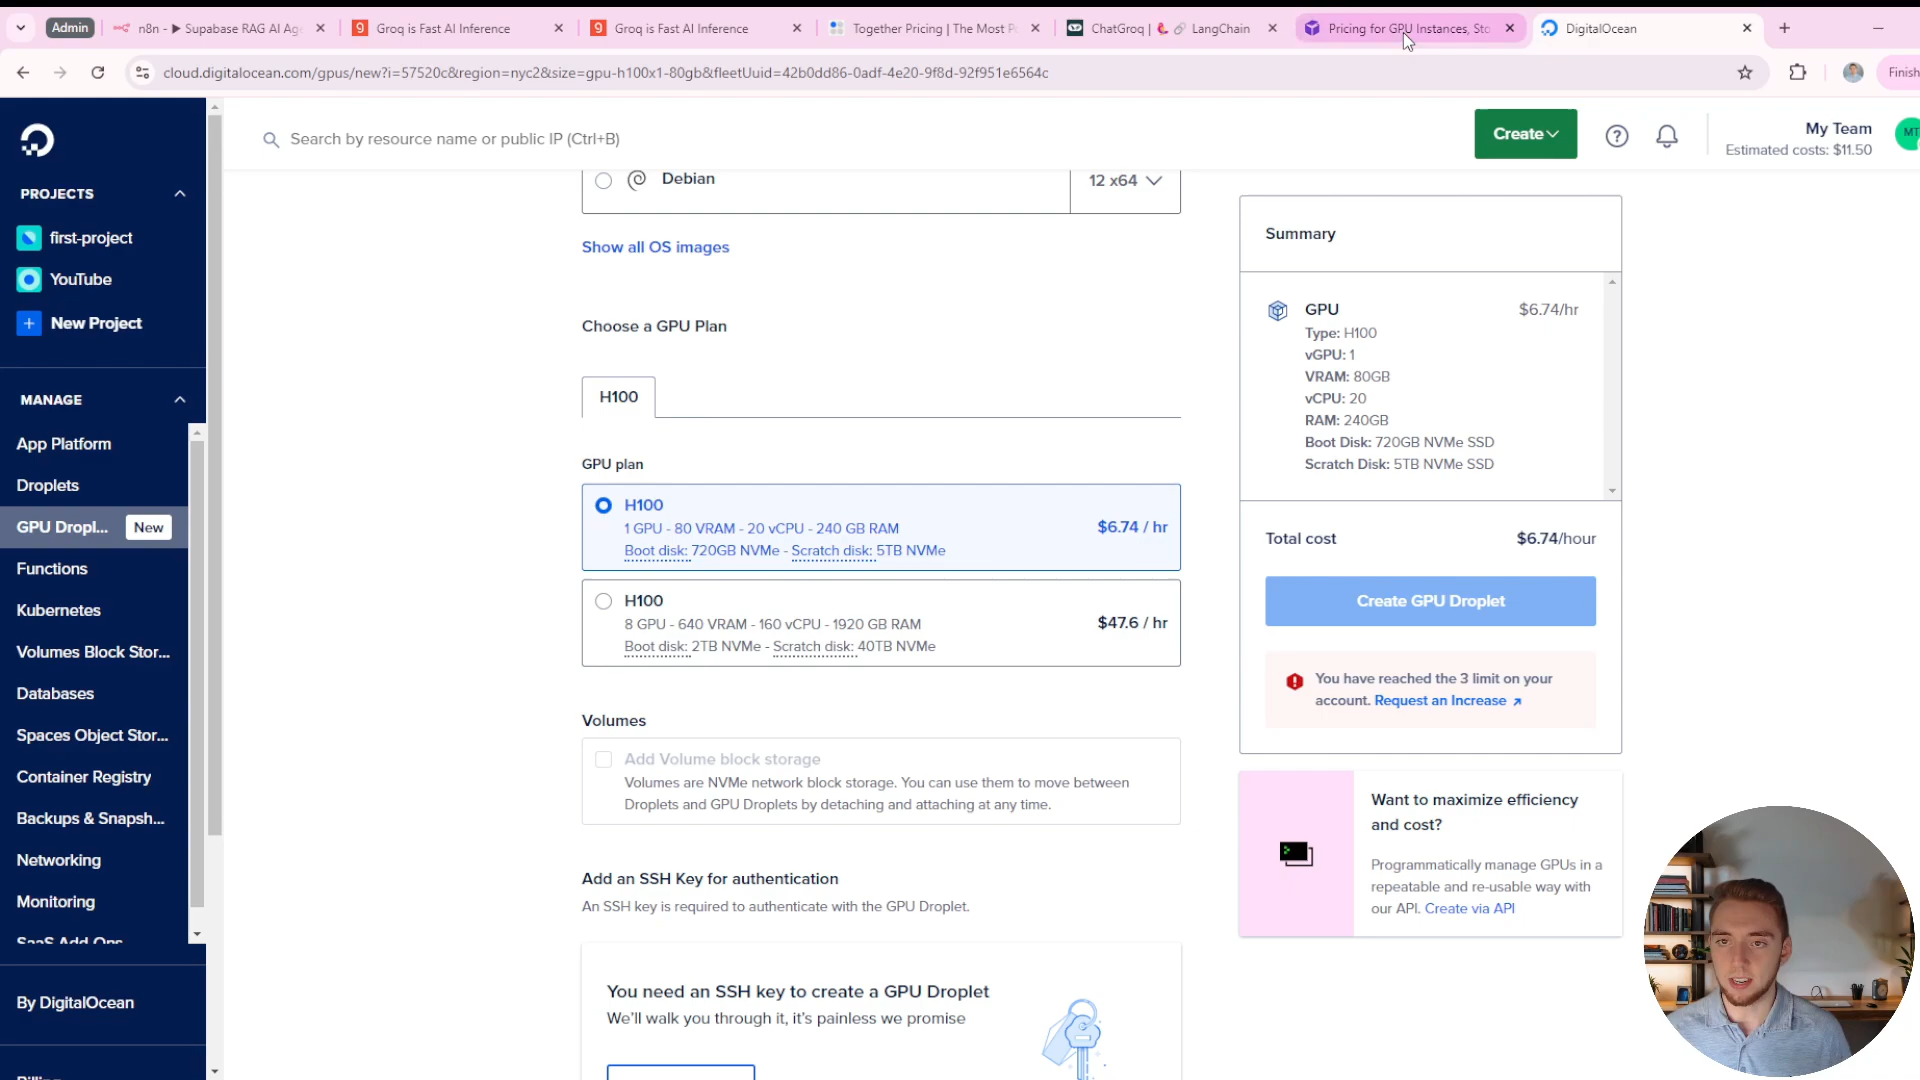 Admin
n8n - ▶ Supabase RAG AI Age
Groq is Fast AI Inference
Groq is Fast AI Inference
Together Pricing | The Most Po
ChatGroq | LangChain
Pricing for GPU Instances, Sto
DigitalOcean
cloud.digitalocean.com/gpus/new?i=57520c&region=nyc2&size=gpu-h100x1-80gb&fleetUuid=42b0dd86-0adf-4e20-9f8d-92f951e6564c
Finish
Search by resource name or public IP (Ctrl+B)
Create
My Team
Estimated costs: $11.50
MT
PROJECTS
first-project
YouTube
New Project
MANAGE
App Platform
Droplets
GPU Dropl...
New
Functions
Kubernetes
Volumes Block Stor...
Databases
Spaces Object Stor...
Container Registry
Backups & Snapsh...
Networking
Monitoring
SaaS Add-Ons
By DigitalOcean
Billing
Debian
12 x64
Show all OS images
Choose a GPU Plan
H100
GPU plan
H100
1 GPU - 80 VRAM - 20 vCPU - 240 GB RAM
Boot disk: 720GB NVMe - Scratch disk: 5TB NVMe
$6.74 / hr
H100
8 GPU - 640 VRAM - 160 vCPU - 1920 GB RAM
Boot disk: 2TB NVMe - Scratch disk: 40TB NVMe
$47.6 / hr
Volumes
Add Volume block storage
Volumes are NVMe network block storage. You can use them to move between
Droplets and GPU Droplets by detaching and attaching at any time.
Add an SSH Key for authentication
An SSH key is required to authenticate with the GPU Droplet.
You need an SSH key to create a GPU Droplet
We'll walk you through it, it's painless we promise
Summary
GPU
$6.74/hr
Type: H100
vGPU: 1
VRAM: 80GB
vCPU: 20
RAM: 240GB
Boot Disk: 720GB NVMe SSD
Scratch Disk: 5TB NVMe SSD
Total cost
$6.74/hour
Create GPU Droplet
You have reached the 3 limit on your
account. Request an Increase ↗
Want to maximize efficiency
and cost?
Programmatically manage GPUs in a
repeatable and re-usable way with
our API. Create via API